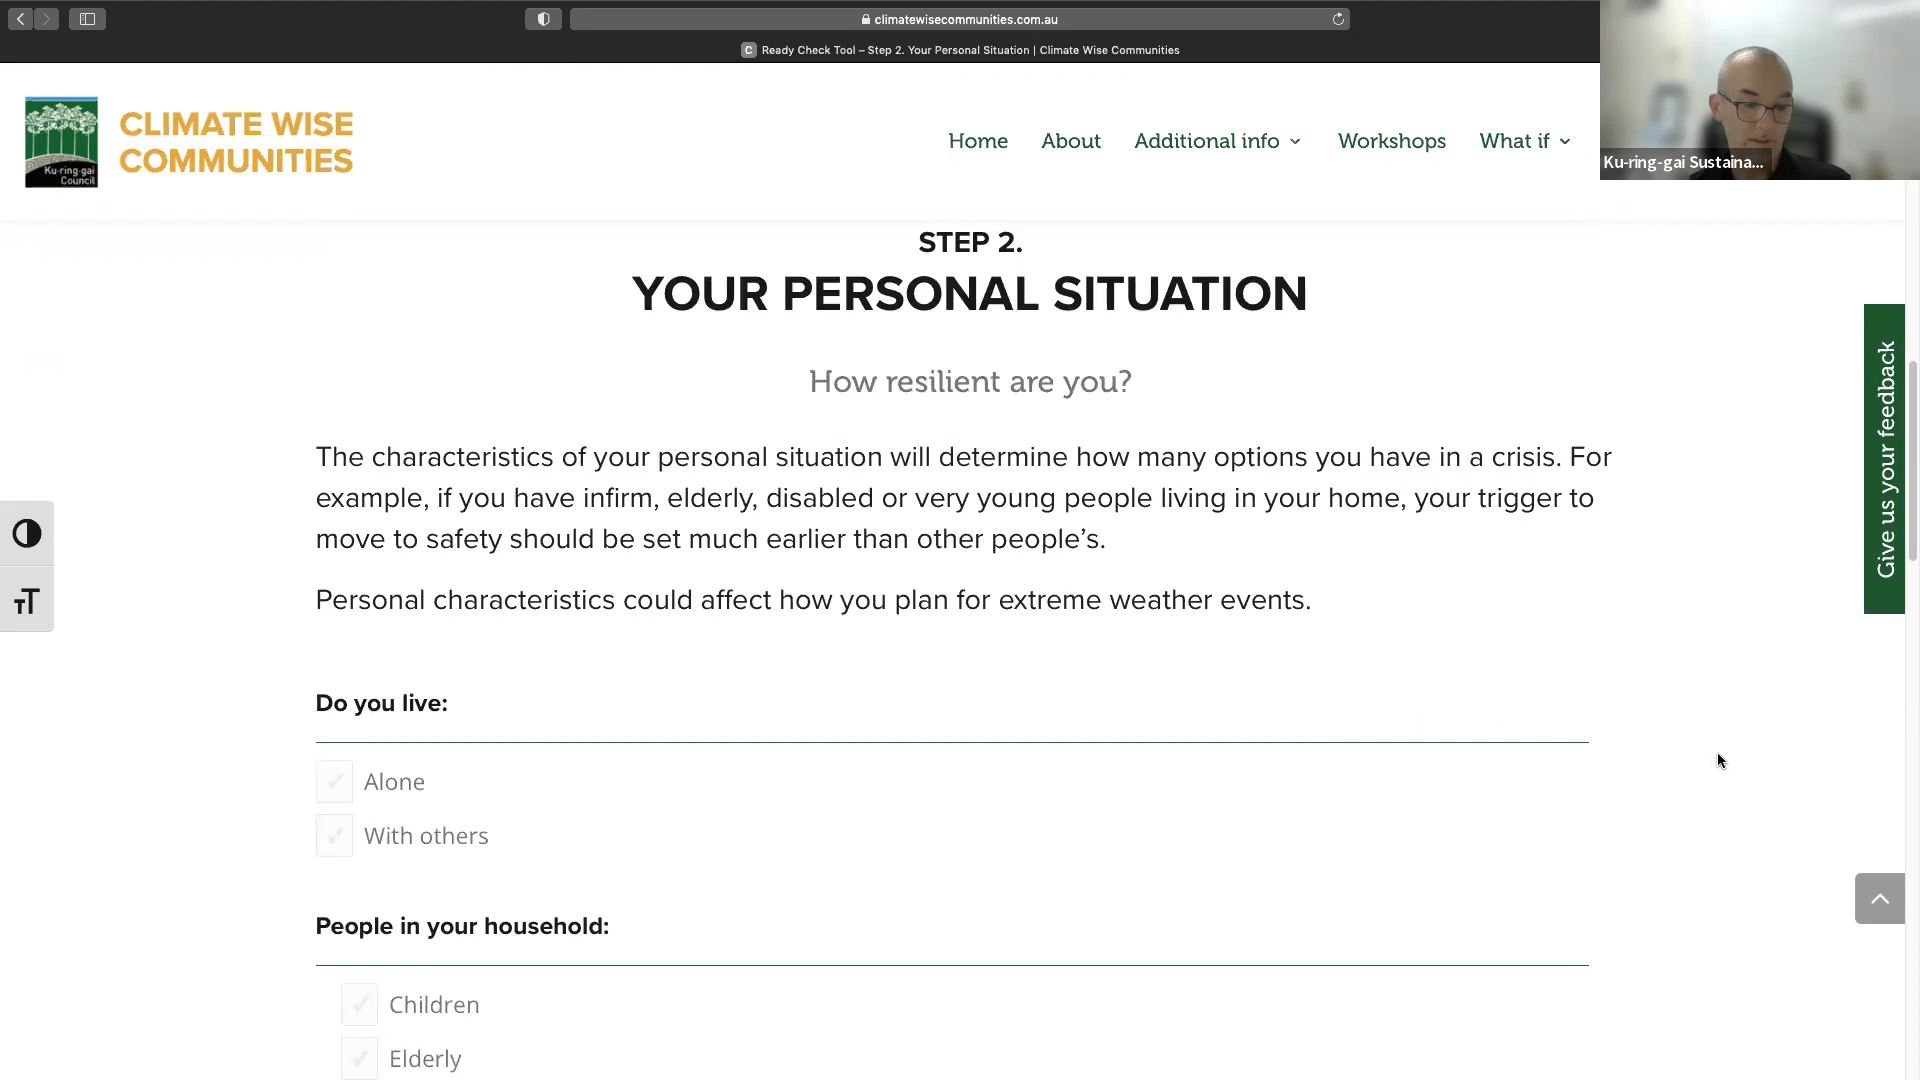 climatewisecommunities.com.au
C Ready Check Tool – Step 2. Your Personal Situation | Climate Wise Communities
Ku-ring-gai
Council
CLIMATE WISE
COMMUNITIES
Home About Additional info Workshops What if
Ku-ring-gai Sustaina...
STEP 2.
YOUR PERSONAL SITUATION
How resilient are you?
The characteristics of your personal situation will determine how many options you have in a crisis. For
example, if you have infirm, elderly, disabled or very young people living in your home, your trigger to
move to safety should be set much earlier than other people’s.
Personal characteristics could affect how you plan for extreme weather events.
Give us your feedback
TT
Do you live:
Alone
With others
People in your household:
Children
Elderly